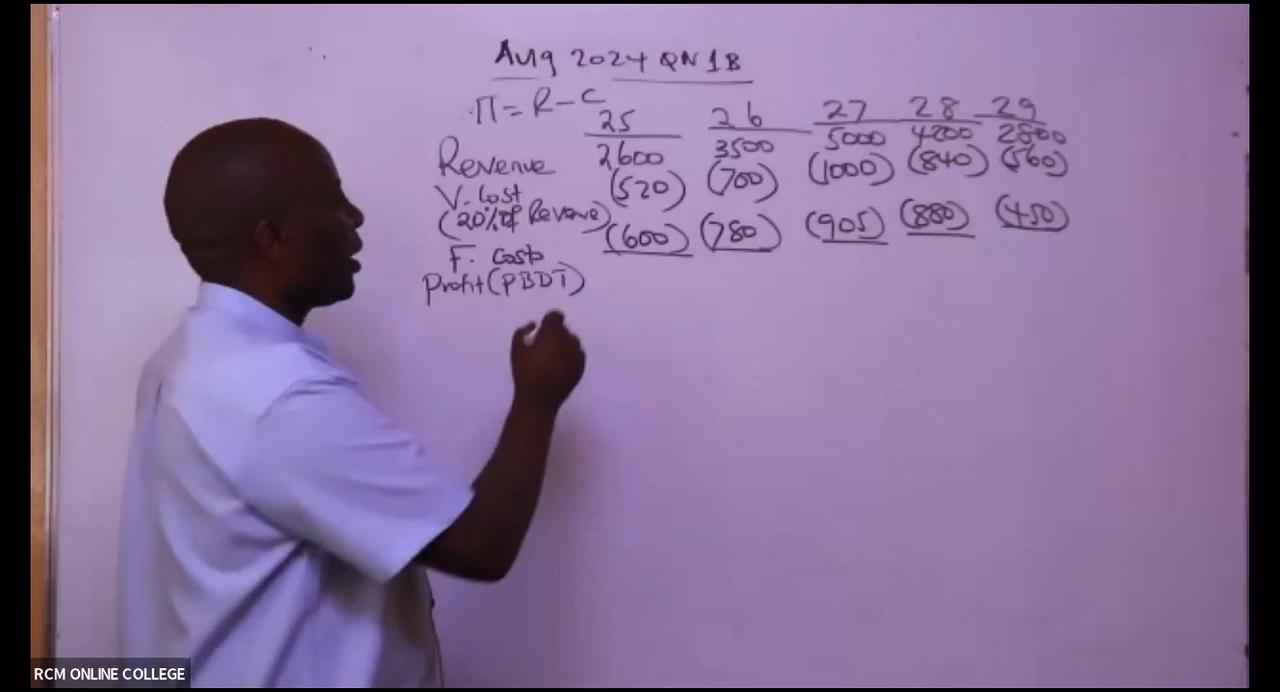 Aug 2024 QN 1B
Π = R - C
25 26 27 28 29
Revenue 2600 3500 5000 4200 2800
V. Cost (520) (700) (1000) (840) (560)
(20% of Revenue)
F. Costs (600) (780) (905) (880) (450)
Profit (PBDT)
RCM ONLINE COLLEGE